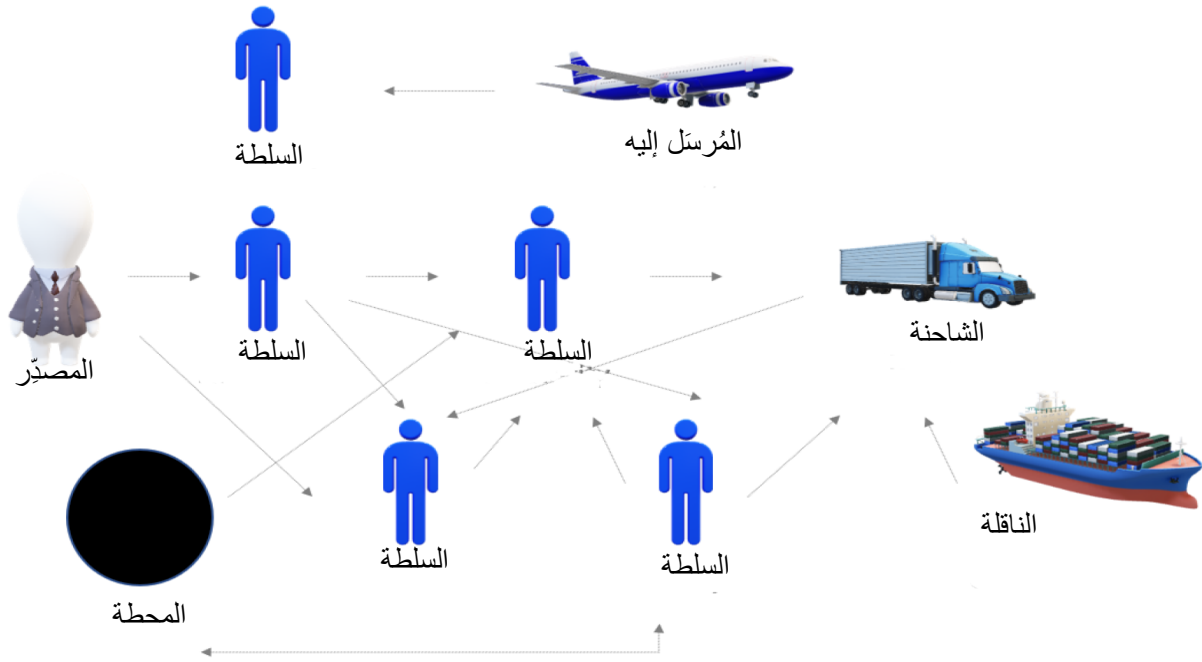 السلطة
المُرسَل إليه
المصدِّر
السلطة
السلطة
الشاحنة
السلطة
السلطة
الناقلة
المحطة